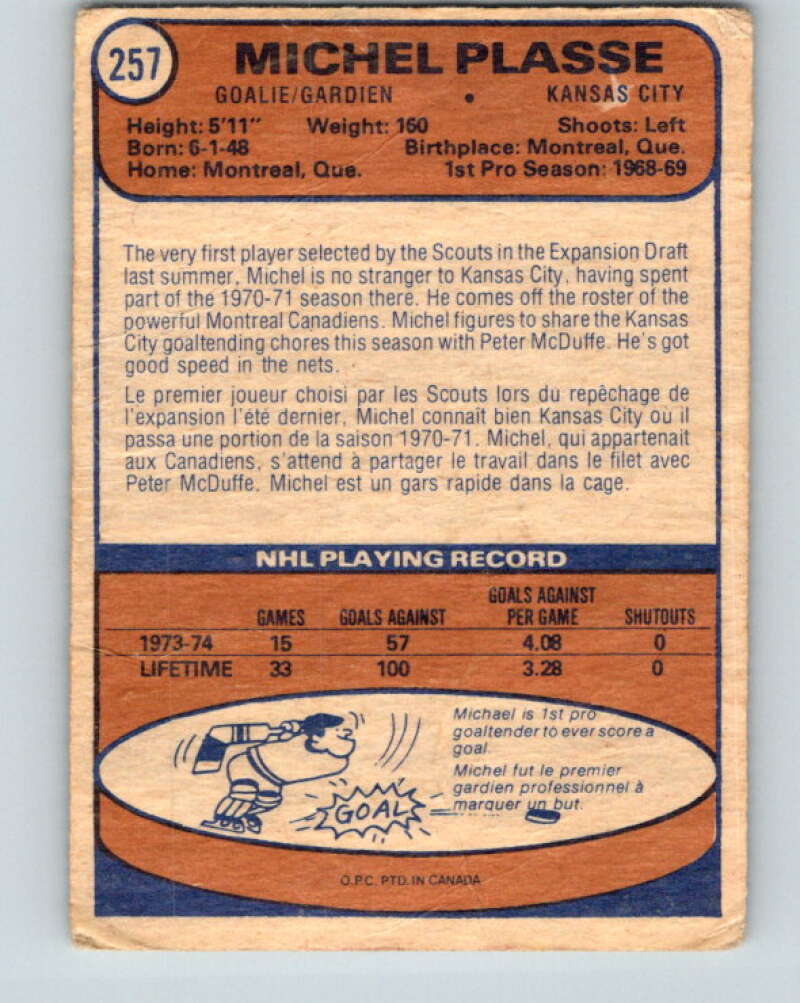 257
MICHEL PLASSE
GOALIE/GARDIEN • KANSAS CITY
Height: 5'11" Weight: 160 Shoots: Left
Born: 6-1-48 Birthplace: Montreal, Que.
Home: Montreal, Que. 1st Pro Season: 1968-69
The very first player selected by the Scouts in the Expansion Draft
last summer, Michel is no stranger to Kansas City, having spent
part of the 1970-71 season there. He comes off the roster of the
powerful Montreal Canadiens. Michel figures to share the Kansas
City goaltending chores this season with Peter McDuffe. He's got
good speed in the nets.
Le premier joueur choisi par les Scouts lors du repêchage de
l'expansion l'été dernier, Michel connaît bien Kansas City où il
passa une portion de la saison 1970-71. Michel, qui appartenait
aux Canadiens, s'attend à partager le travail dans le filet avec
Peter McDuffe. Michel est un gars rapide dans la cage.
NHL PLAYING RECORD
GAMES GOALS AGAINST GOALS AGAINST PER GAME SHUTOUTS
1973-74 15 57 4.08 0
LIFETIME 33 100 3.28 0
Michael is 1st pro
goaltender to ever score a
goal.
Michel fut le premier
gardien professionnel à
marquer un but.
GOAL
O.P.C. PTD. IN CANADA